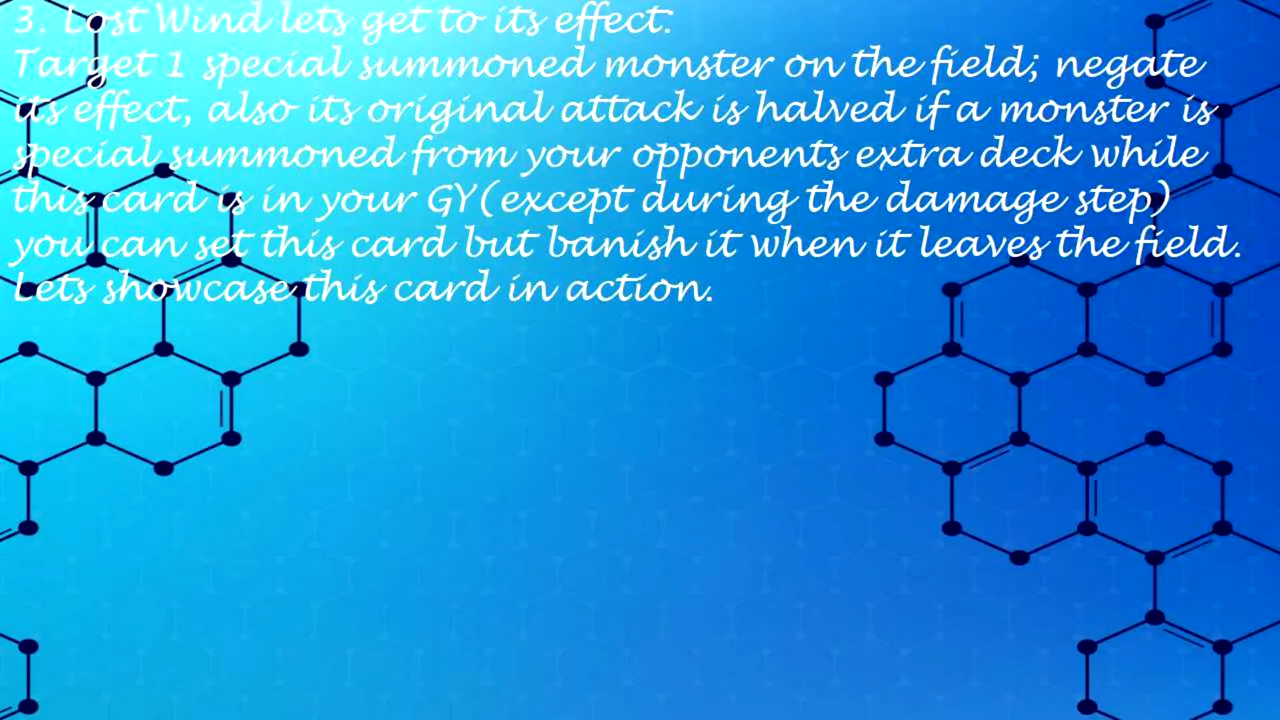 3. Lost Wind lets get to its effect:
Target 1 special summoned monster on the field; negate
its effect, also its original attack is halved if a monster is
special summoned from your opponents extra deck while
this card is in your GY(except during the damage step)
you can set this card but banish it when it leaves the field.
Lets showcase this card in action.